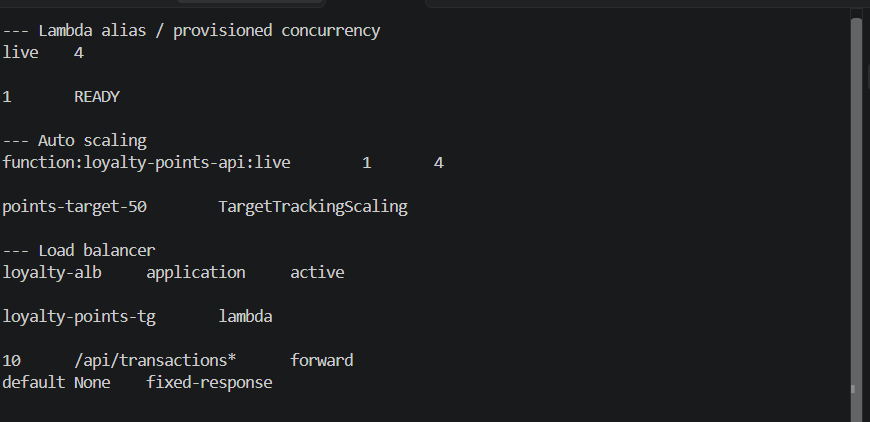 --- Lambda alias / provisioned concurrency
live    4
1       READY
--- Auto scaling
function:loyalty-points-api:live        1       4
points-target-50        TargetTrackingScaling
--- Load balancer
loyalty-alb     application     active
loyalty-points-tg       lambda
10      /api/transactions*      forward
default None    fixed-response